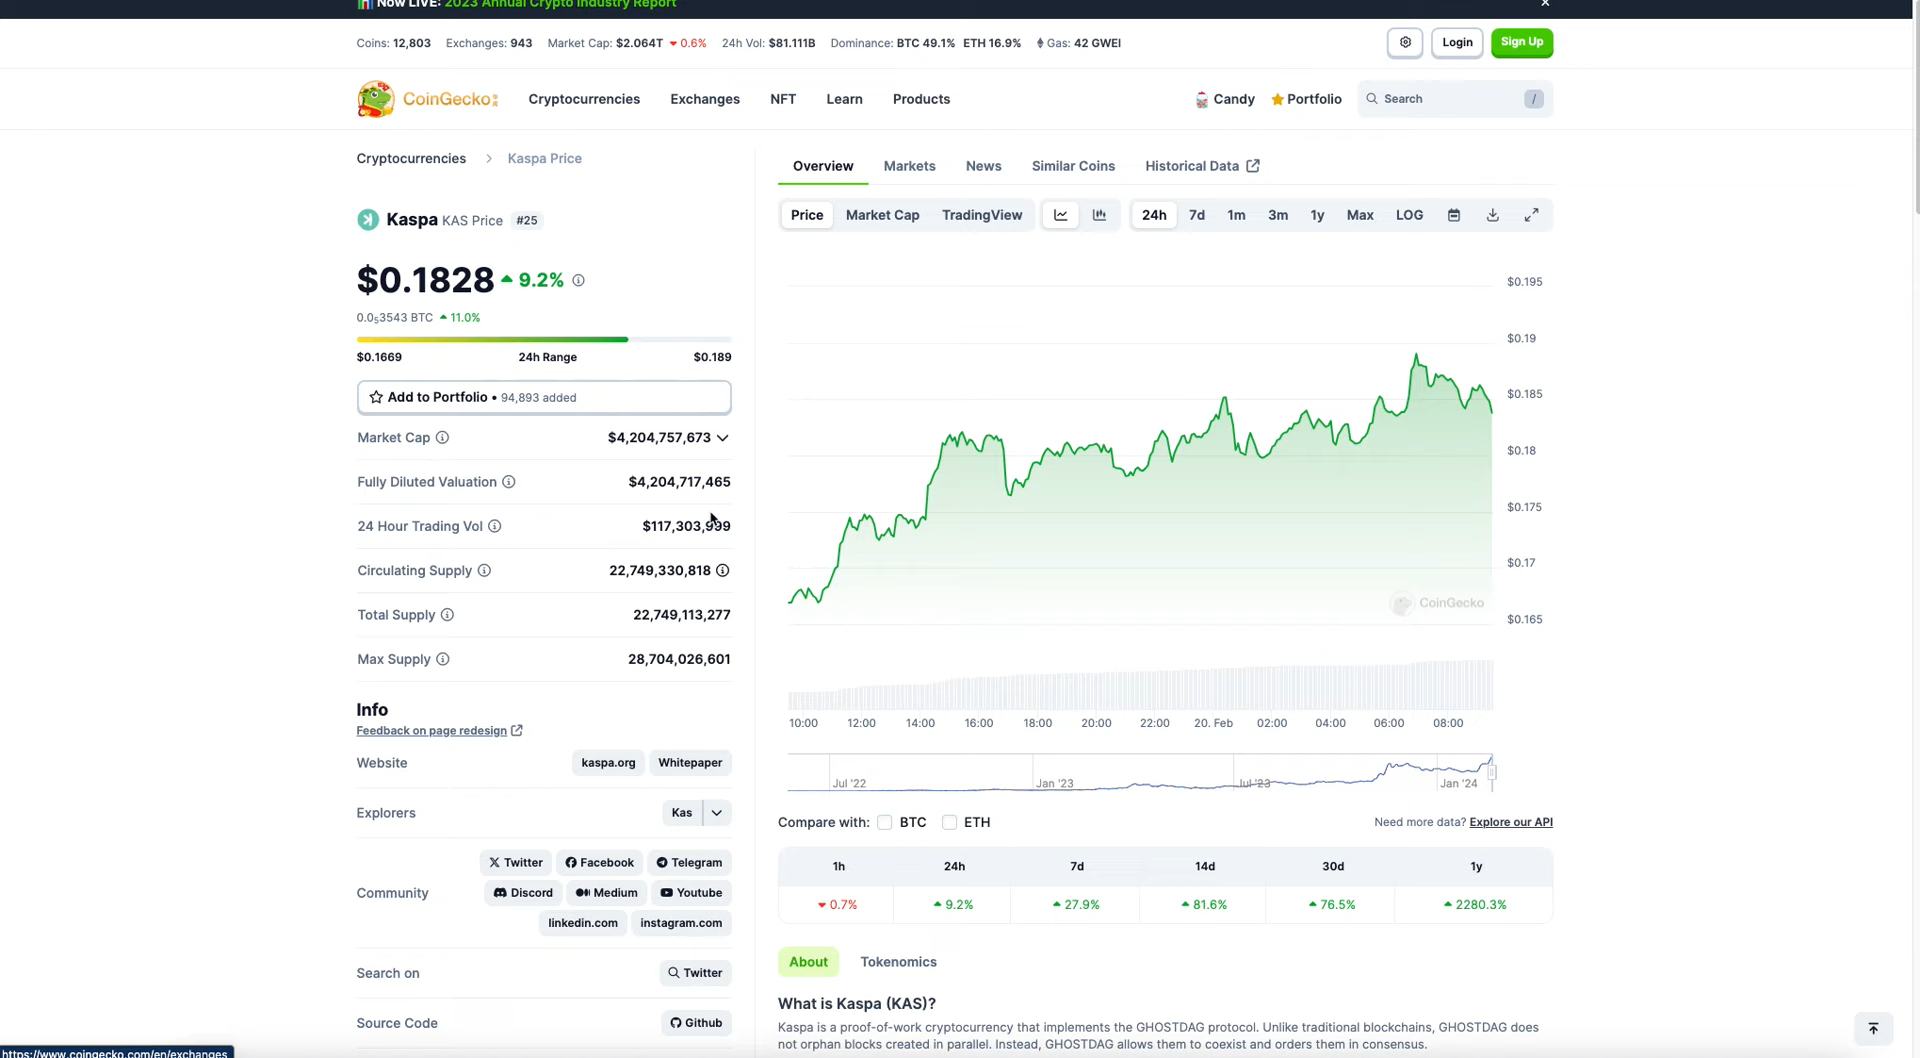 Now LIVE: 2023 Annual Crypto Industry Report
Coins: 12,803 Exchanges: 943 Market Cap: $2.064T 0.6% 24h Vol: $81.111B Dominance: BTC 49.1% ETH 16.9% Gas: 42 GWEI
Login
Sign Up
CoinGecko
Cryptocurrencies Exchanges NFT Learn Products
Candy Portfolio Search /
Cryptocurrencies > Kaspa Price
Kaspa KAS Price #25
$0.1828 9.2%
0.0₅3543 BTC 11.0%
$0.1669 24h Range $0.189
Add to Portfolio • 94,893 added
Market Cap $4,204,757,673
Fully Diluted Valuation $4,204,717,465
24 Hour Trading Vol $117,303,999
Circulating Supply 22,749,330,818
Total Supply 22,749,113,277
Max Supply 28,704,026,601
Info
Feedback on page redesign
Website kaspa.org Whitepaper
Explorers Kas
Community
Twitter Facebook Telegram
Discord Medium Youtube
linkedin.com instagram.com
Search on Twitter
Source Code Github
Overview Markets News Similar Coins Historical Data
Price Market Cap TradingView 24h 7d 1m 3m 1y Max LOG
$0.195
$0.19
$0.185
$0.18
$0.175
$0.17
$0.165
CoinGecko
10:00 12:00 14:00 16:00 18:00 20:00 22:00 20. Feb 02:00 04:00 06:00 08:00
Jul '22 Jan '23 Jul '23 Jan '24
Compare with: BTC ETH
Need more data? Explore our API
1h 24h 7d 14d 30d 1y
0.7% 9.2% 27.9% 81.6% 76.5% 2280.3%
About Tokenomics
What is Kaspa (KAS)?
Kaspa is a proof-of-work cryptocurrency that implements the GHOSTDAG protocol. Unlike traditional blockchains, GHOSTDAG does
not orphan blocks created in parallel. Instead, GHOSTDAG allows them to coexist and orders them in consensus.
https://www.coingecko.com/en/exchanges